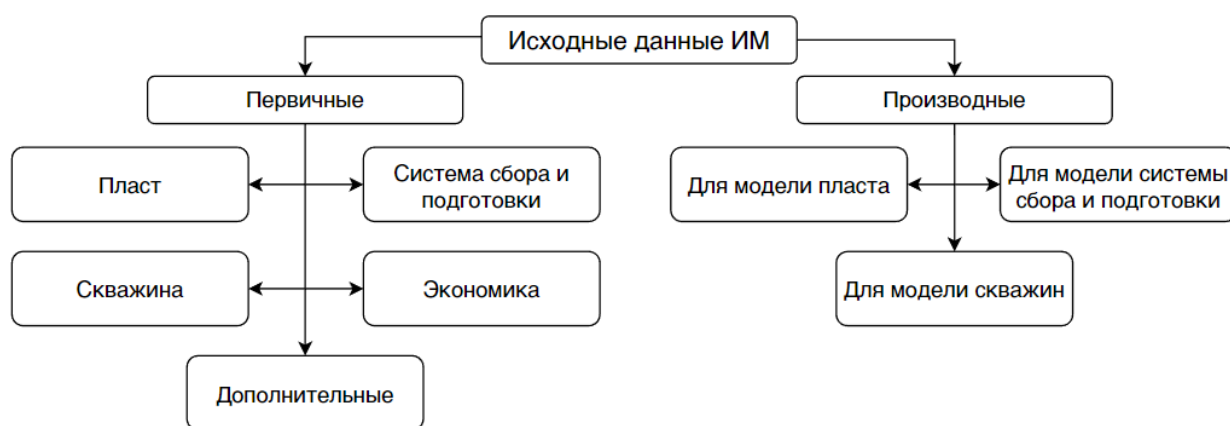 Исходные данные ИМ
Первичные
Производные
Пласт
Система сбора и
подготовки
Для модели пласта
Для модели системы
сбора и подготовки
Скважина
Экономика
Для модели скважин
Дополнительные